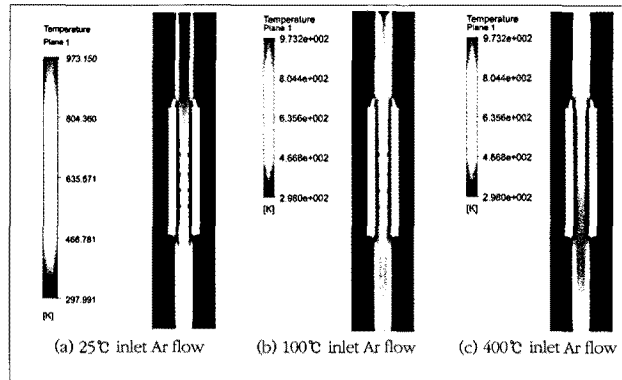 Temperature
Plane 1
973.150
804.360
635.571
466.781
297.991
[K]
(a) 25℃ inlet Ar flow
Temperature
Plane 1
9.732e+002
8.044e+002
6.356e+002
4.668e+002
2.980e+002
[K]
(b) 100℃ inlet Ar flow
Temperature
Plane 1
9.732e+002
8.044e+002
6.356e+002
4.668e+002
2.980e+002
[K]
(c) 400℃ inlet Ar flow